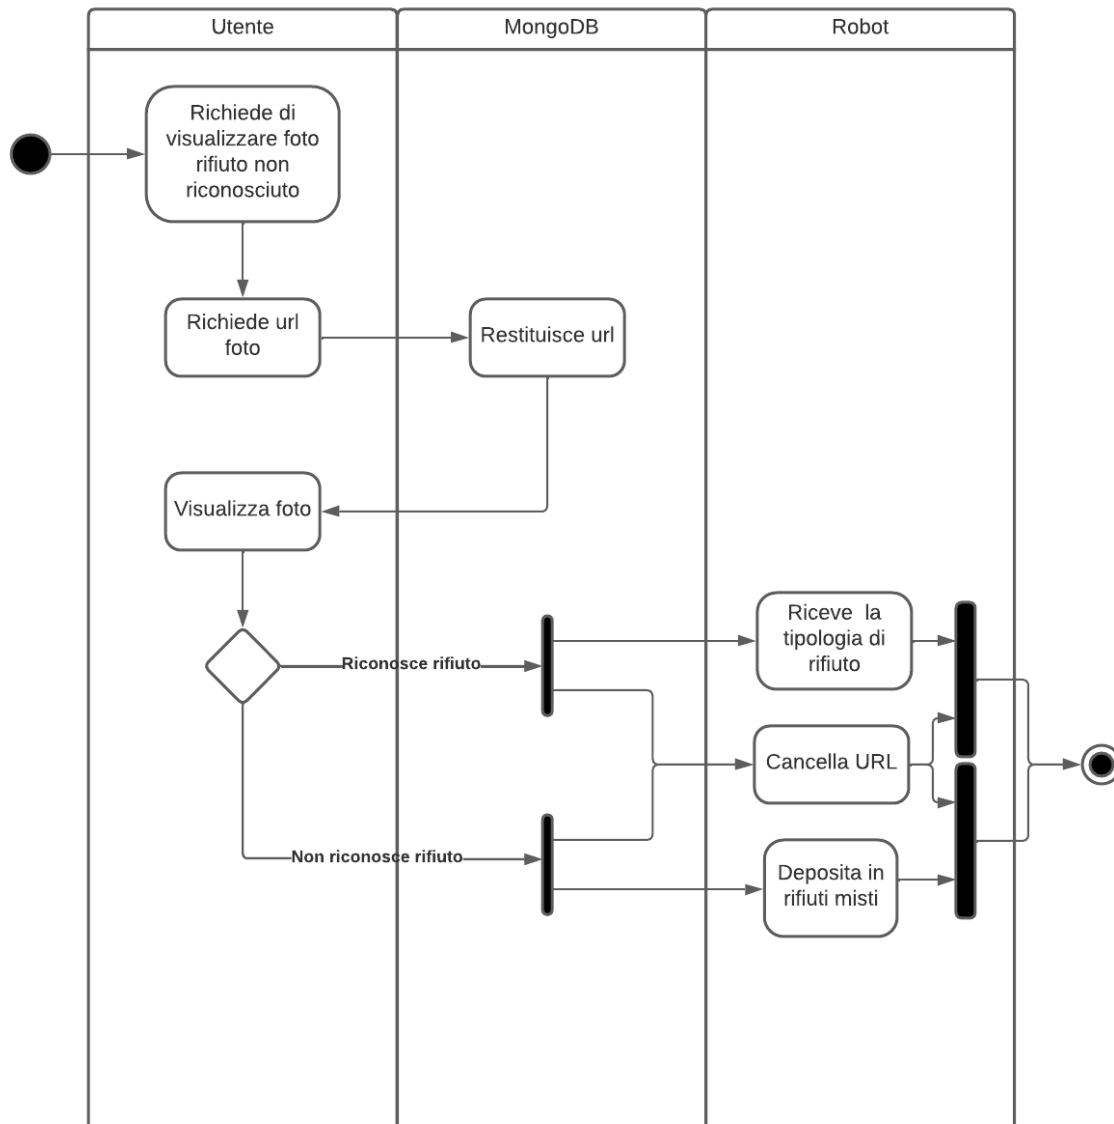 Utente
MongoDB
Robot
Richiede di
visualizzare foto
rifiuto non
riconosciuto
Richiede url
foto
Restituisce url
Visualizza foto
Riconosce rifiuto
Riceve la
tipologia di
rifiuto
Cancella URL
Non riconosce rifiuto
Deposita in
rifiuti misti